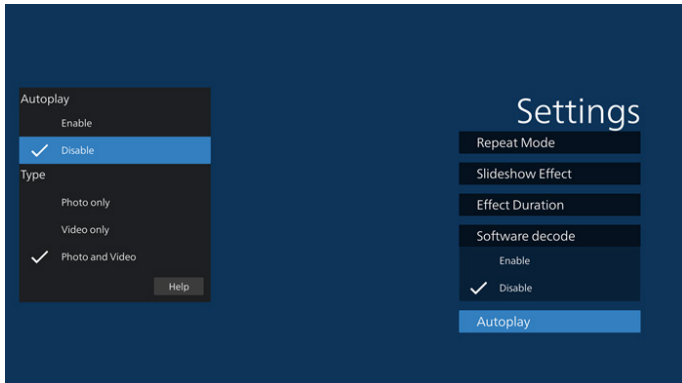 Autoplay
Enable
Disable
Type
Photo only
Video only
Photo and Video
Help
Settings
Repeat Mode
Slideshow Effect
Effect Duration
Software decode
Enable
Disable
Autoplay